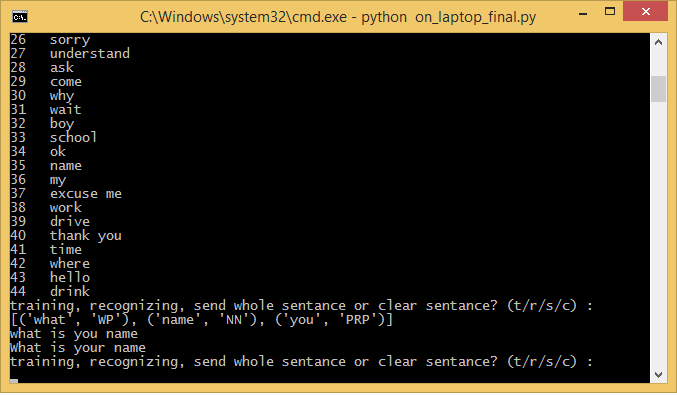 C:\Windows\system32\cmd.exe - python  on_laptop_final.py
26   sorry
27   understand
28   ask
29   come
30   why
31   wait
32   boy
33   school
34   ok
35   name
36   my
37   excuse me
38   work
39   drive
40   thank you
41   time
42   where
43   hello
44   drink
training, recognizing, send whole sentance or clear sentance? (t/r/s/c) :
[('what', 'WP'), ('name', 'NN'), ('you', 'PRP')]
what is you name
What is your name
training, recognizing, send whole sentance or clear sentance? (t/r/s/c) :